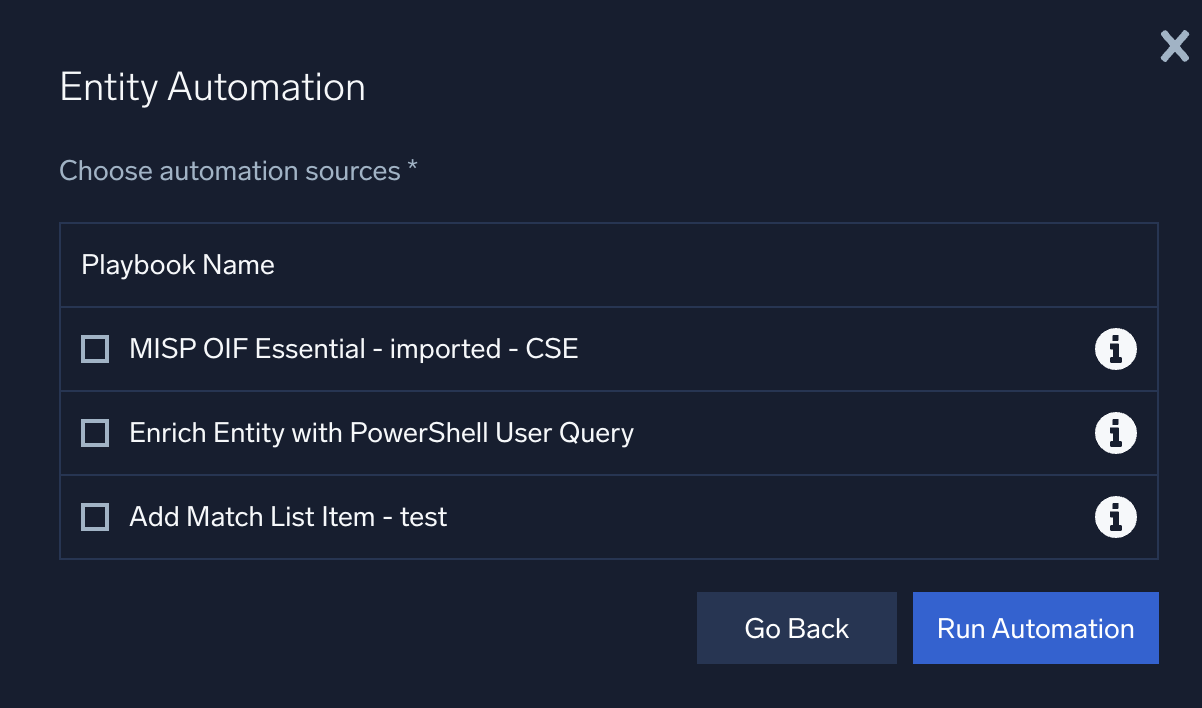 Entity Automation
Choose automation sources *
Playbook Name
MISP OIF Essential - imported - CSE
Enrich Entity with PowerShell User Query
Add Match List Item - test
Go Back
Run Automation